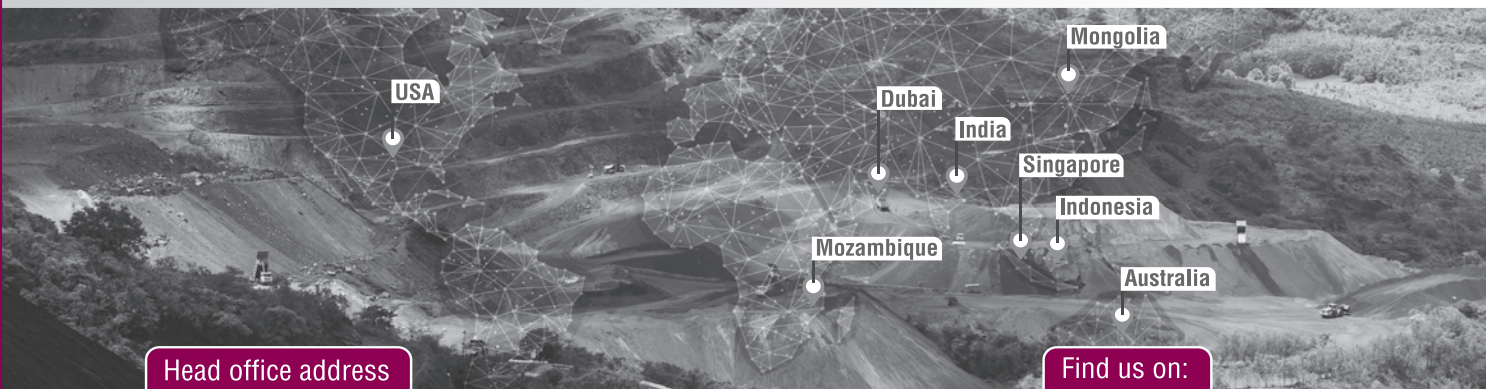 Mongolia
USA
Dubai
India
Singapore
Indonesia
Mozambique
Australia
Head office address
Find us on: